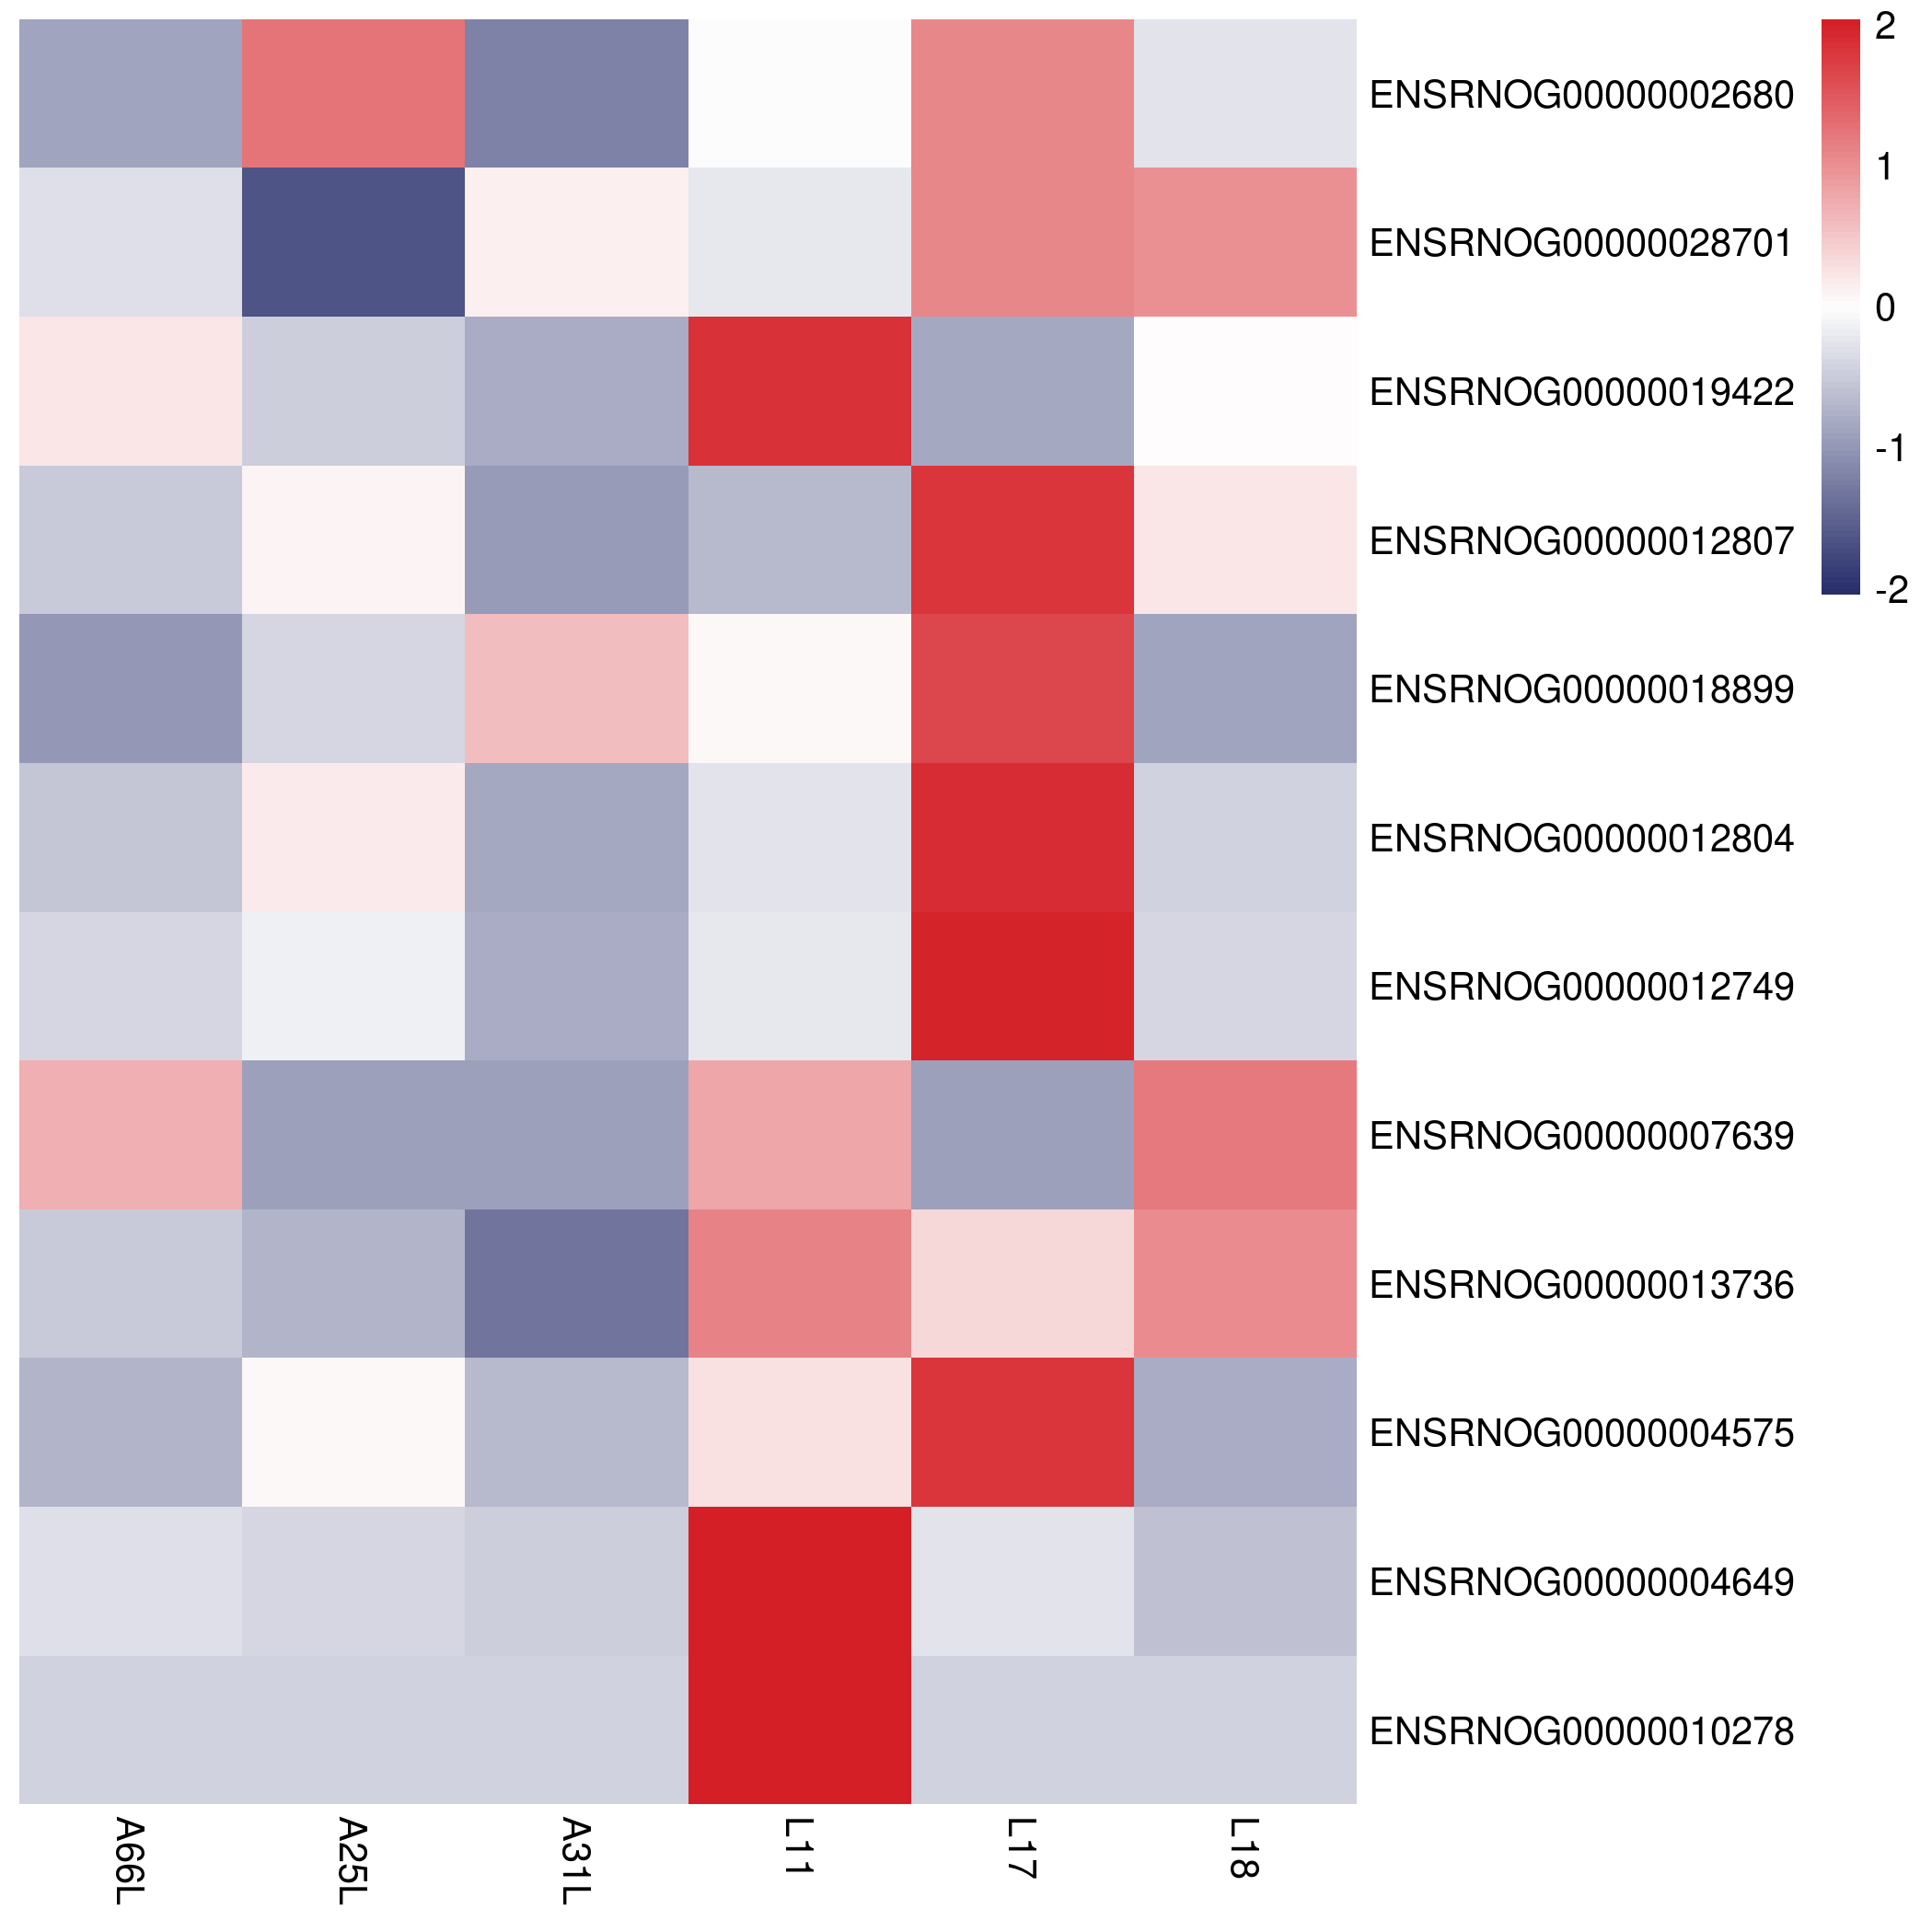 ENSRNOG00000002680
ENSRNOG00000028701
ENSRNOG00000019422
ENSRNOG00000012807
ENSRNOG00000018899
ENSRNOG00000012804
ENSRNOG00000012749
ENSRNOG00000007639
ENSRNOG00000013736
ENSRNOG00000004575
ENSRNOG00000004649
ENSRNOG00000010278
2
1
0
-1
-2
A66L
A25L
A31L
L11
L17
L18